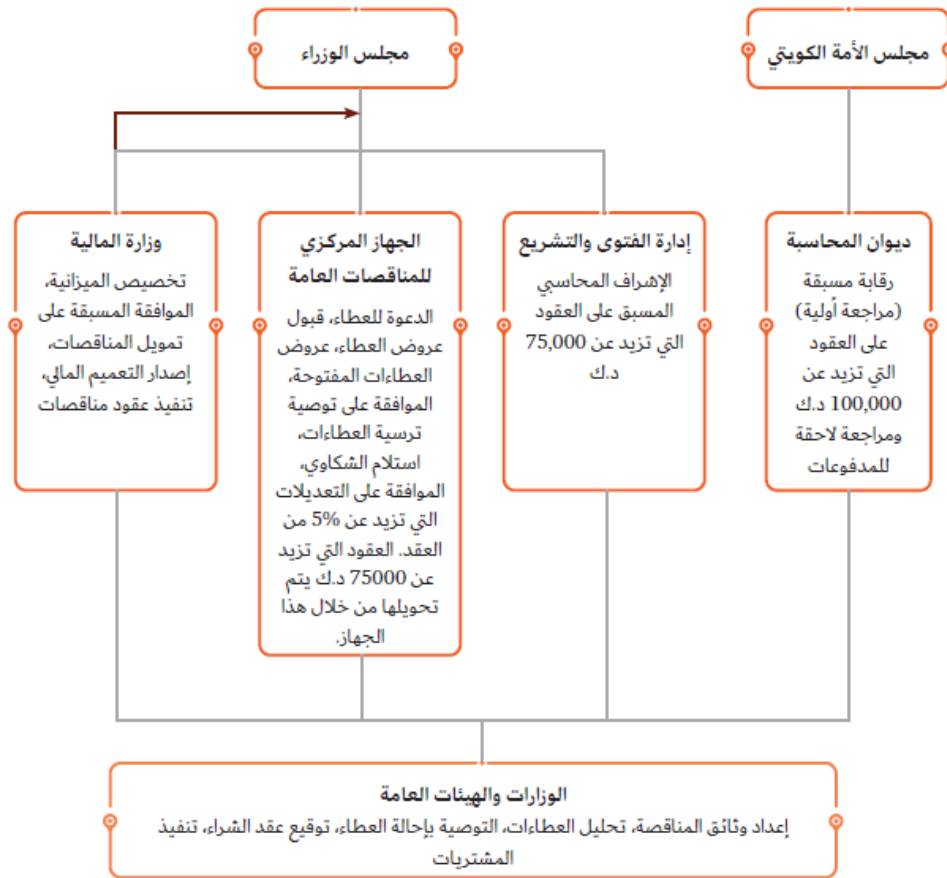 مجلس الأمة الكويتي
مجلس الوزراء
ديوان المحاسبة
رقابة مسبقة
(مراجعة أولية)
على العقود
التي تزيد عن
100,000 د.ك
ومراجعة لاحقة
للمدفوعات
إدارة الفتوى والتشريع
الإشراف المحاسبي
المسبق على العقود
التي تزيد عن 75,000
د.ك
الجهاز المركزي
للمناقصات العامة
الدعوة للعطاء، قبول
عروض العطاء، عروض
العطاءات المفتوحة،
الموافقة على توصية
ترسية العطاءات،
استلام الشكاوي،
الموافقة على التعديلات
التي تزيد عن 5% من
العقد. العقود التي تزيد
عن 75000 د.ك يتم
تحويلها من خلال هذا
الجهاز.
وزارة المالية
تخصيص الميزانية،
الموافقة المسبقة على
تمويل المناقصات،
إصدار التعميم المالي،
تنفيذ عقود مناقصات
الوزارات والهيئات العامة
إعداد وثائق المناقصة، تحليل العطاءات، التوصية بإحالة العطاء، توقيع عقد الشراء، تنفيذ
المشتريات